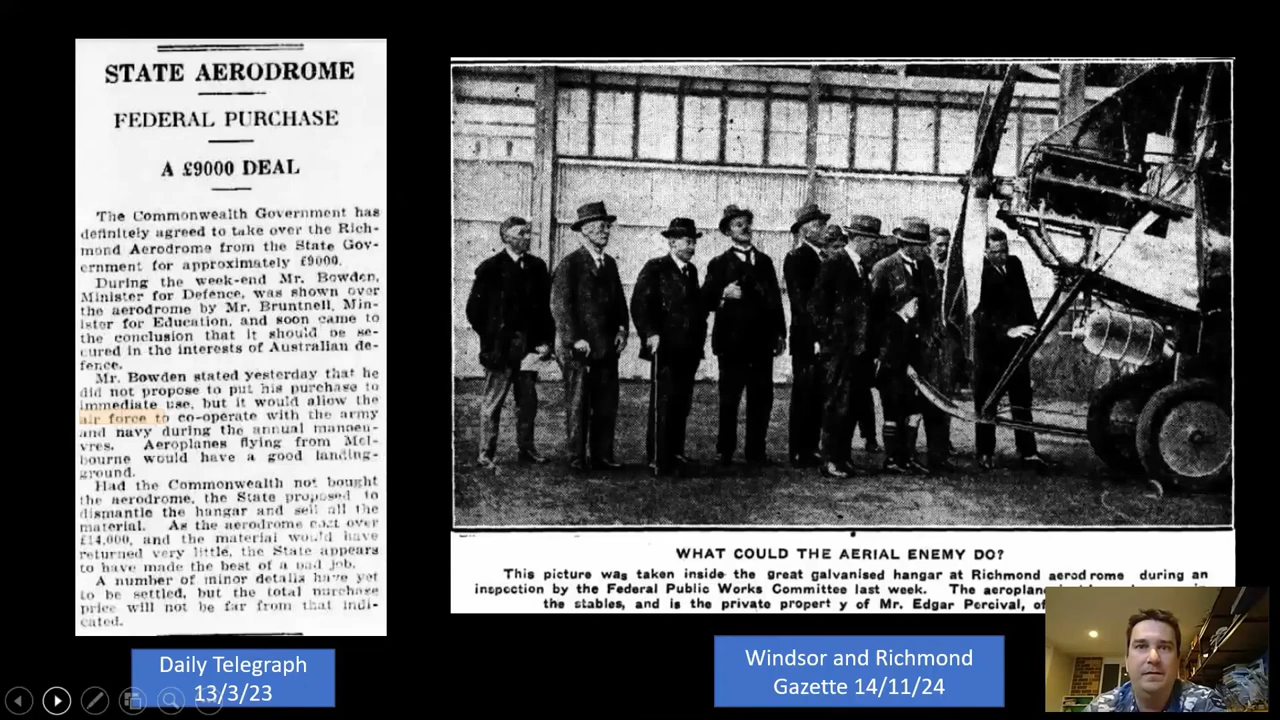 STATE AERODROME
FEDERAL PURCHASE
A £9000 DEAL
The Commonwealth Government has
definitely agreed to take over the Rich-
mond Aerodrome from the State Gov-
ernment for approximately £9000.
During the week-end Mr. Bowden,
Minister for Defence, was shown over
the aerodrome by Mr. Bruntnell, Min-
ister for Education, and soon came to
the conclusion that it should be se-
cured in the interests of Australian de-
fence.
Mr. Bowden stated yesterday that he
did not propose to put his purchase to
immediate use, but it would allow the
air force to co-operate with the army
and navy during the annual manoeu-
vres. Aeroplanes flying from Mel-
bourne would have a good landing-
ground.
Had the Commonwealth not bought
the aerodrome, the State proposed to
dismantle the hangar and sell all the
material. As the aerodrome cost over
£14,000, and the material would have
returned very little, the State appears
to have made the best of a bad job.
A number of minor details have yet
to be settled, but the total purchase
price will not be far from that indi-
cated.
Daily Telegraph
13/3/23
WHAT COULD THE AERIAL ENEMY DO?
This picture was taken inside the great galvanised hangar at Richmond aerodrome during an
inspection by the Federal Public Works Committee last week. The aeroplane
the stables, and is the private property of Mr. Edgar Percival, of
Windsor and Richmond
Gazette 14/11/24